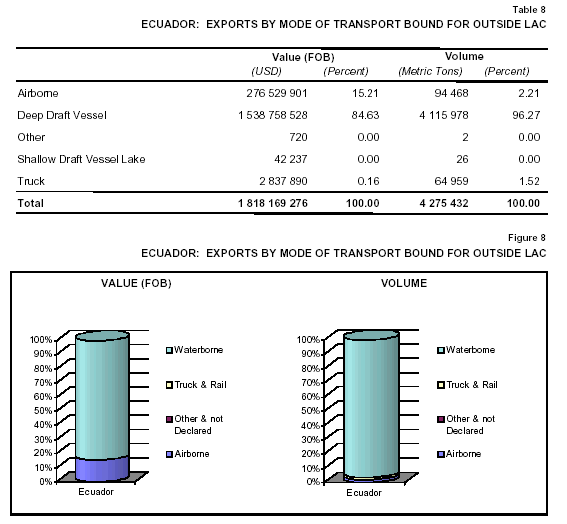 Table 8
ECUADOR: EXPORTS BY MODE OF TRANSPORT BOUND FOR OUTSIDE LAC
Value (FOB) Volume
(USD) (Percent) (Metric Tons) (Percent)
Airborne 276 529 901 15.21 94 468 2.21
Deep Draft Vessel 1 538 758 528 84.63 4 115 978 96.27
Other 720 0.00 2 0.00
Shallow Draft Vessel Lake 42 237 0.00 26 0.00
Truck 2 837 890 0.16 64 959 1.52
Total 1 818 169 276 100.00 4 275 432 100.00
Figure 8
ECUADOR: EXPORTS BY MODE OF TRANSPORT BOUND FOR OUTSIDE LAC
VALUE (FOB)
100%
90%
80%
70%
60%
50%
40%
30%
20%
10%
0%
Ecuador
Waterborne
Truck & Rail
Other & not
Declared
Airborne
VOLUME
100%
90%
80%
70%
60%
50%
40%
30%
20%
10%
0%
Ecuador
Waterborne
Truck & Rail
Other & not
Declared
Airborne